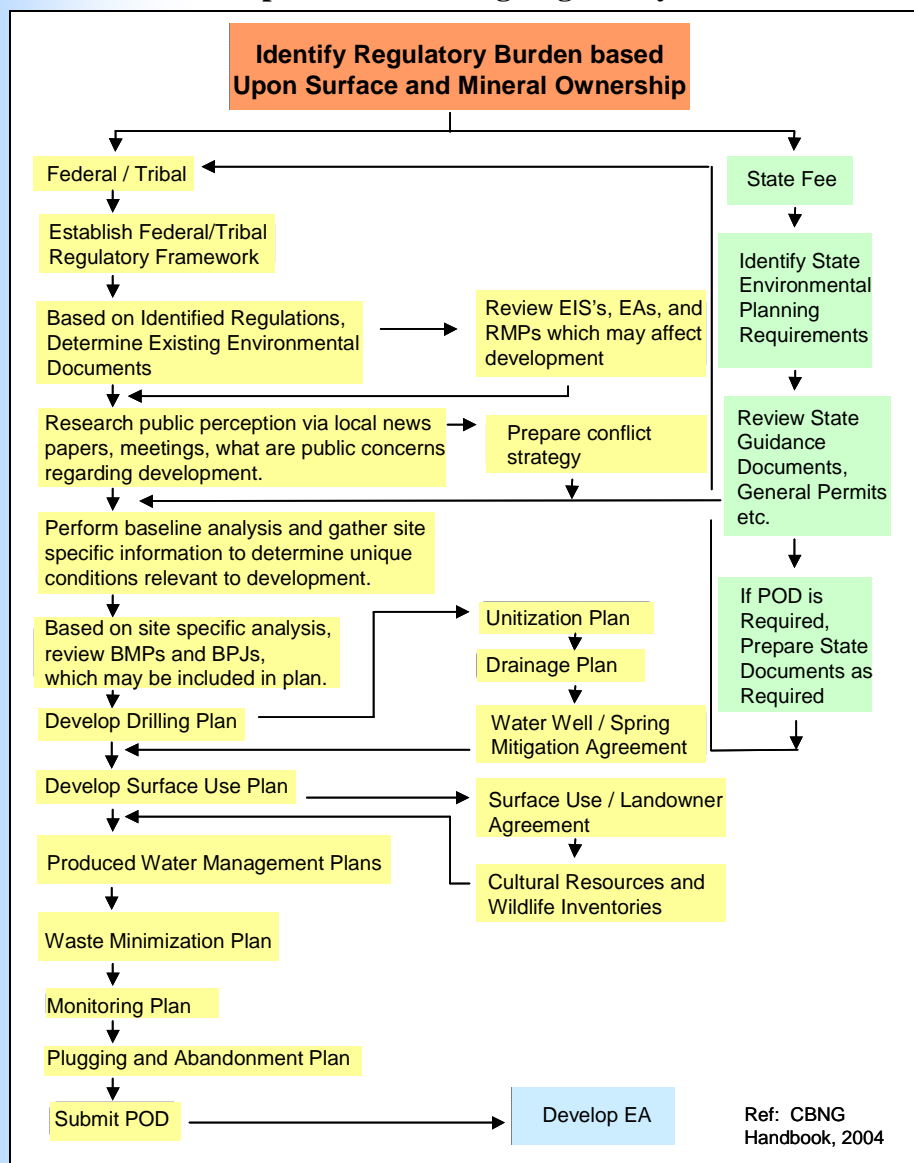 Identify Regulatory Burden based
Upon Surface and Mineral Ownership
Federal / Tribal
State Fee
Establish Federal/Tribal
Regulatory Framework
Identify State
Environmental
Planning
Requirements
Based on Identified Regulations,
Determine Existing Environmental
Documents
Review EIS's, EAs, and
RMPs which may affect
development
Research public perception via local news
papers, meetings, what are public concerns
regarding development.
Prepare conflict
strategy
Review State
Guidance
Documents,
General Permits
etc.
Perform baseline analysis and gather site
specific information to determine unique
conditions relevant to development.
Based on site specific analysis,
review BMPs and BPJs,
which may be included in plan.
Unitization Plan
Drainage Plan
If POD is
Required,
Prepare State
Documents as
Required
Develop Drilling Plan
Water Well / Spring
Mitigation Agreement
Develop Surface Use Plan
Surface Use / Landowner
Agreement
Produced Water Management Plans
Cultural Resources and
Wildlife Inventories
Waste Minimization Plan
Monitoring Plan
Plugging and Abandonment Plan
Submit POD
Develop EA
Ref: CBNG
Handbook, 2004